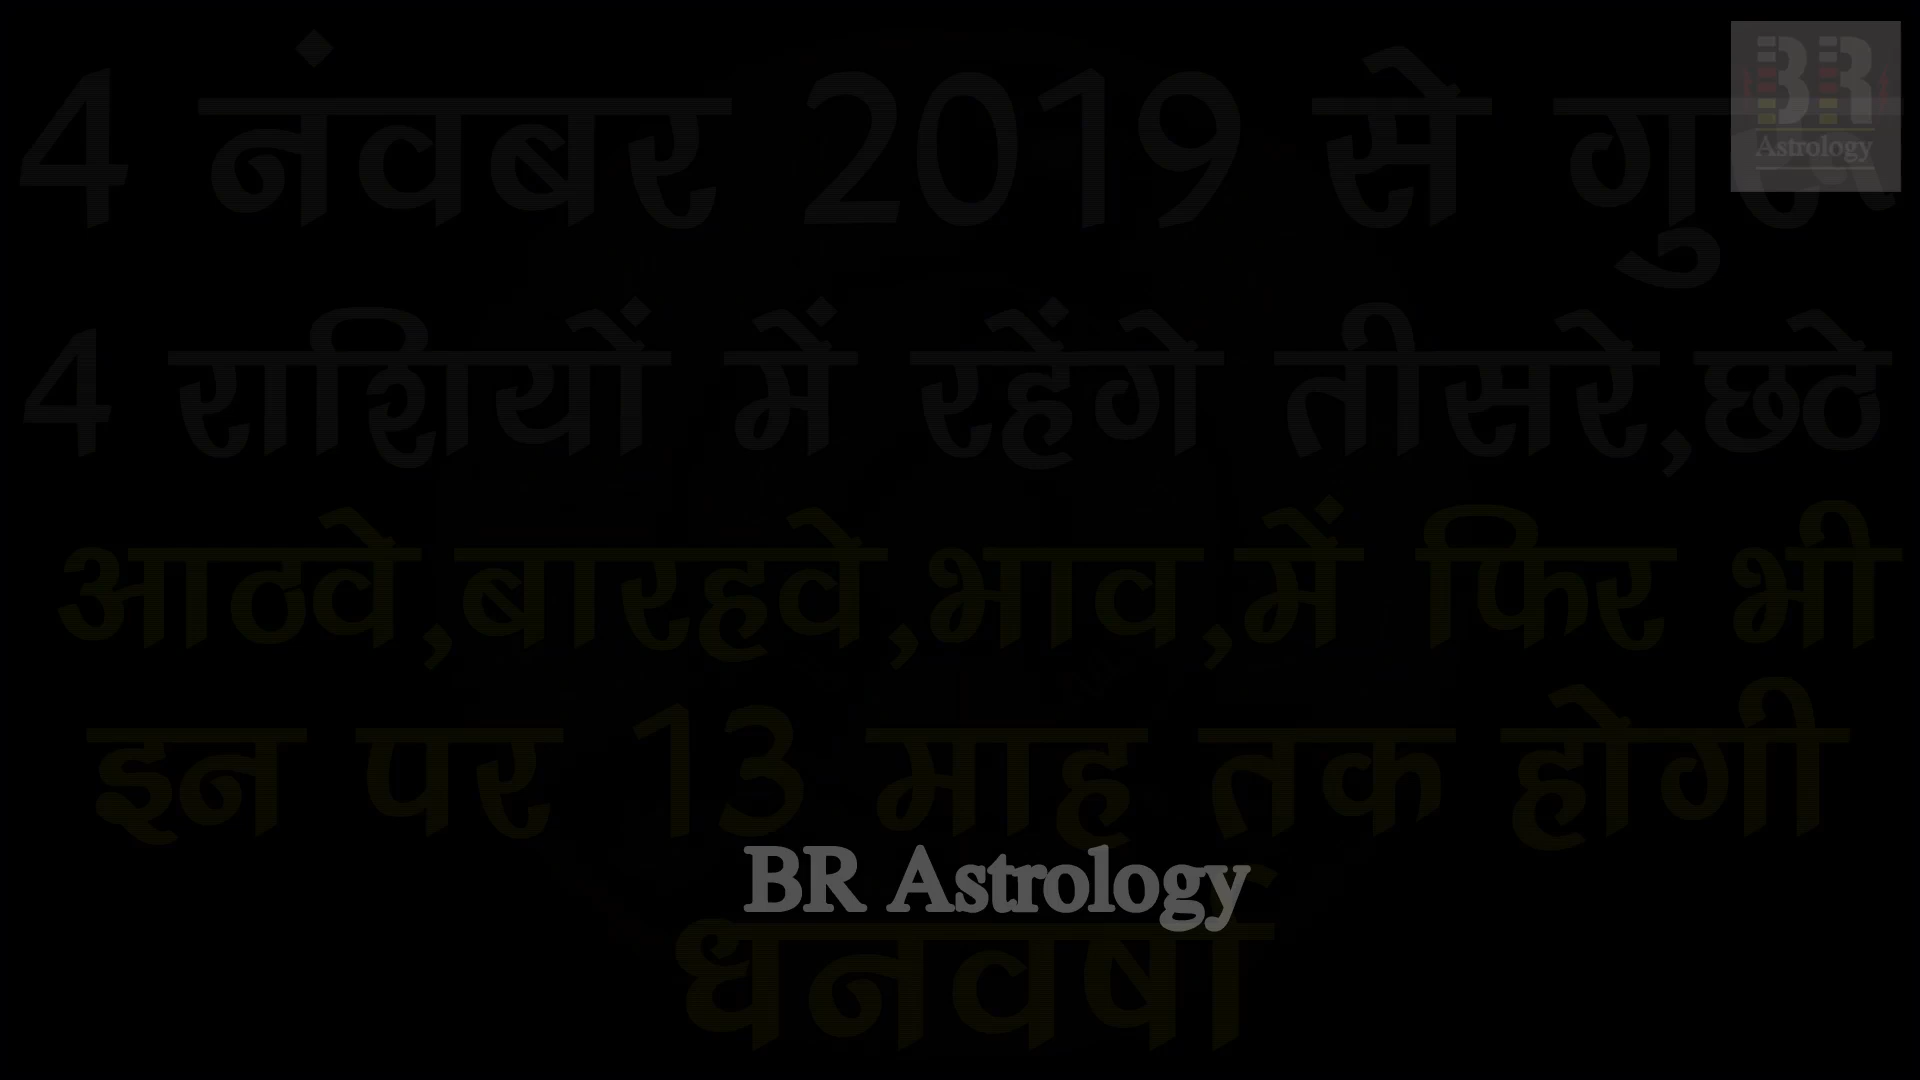 4 नंवबर 2019 से गुरु
BR
Astrology
4 राशियों में रहेंगे तीसरे,छठे
आठवे,बारहवे,भाव,में फिर भी
इन पर 13 माह तक होगी
BR Astrology
धनवर्षा